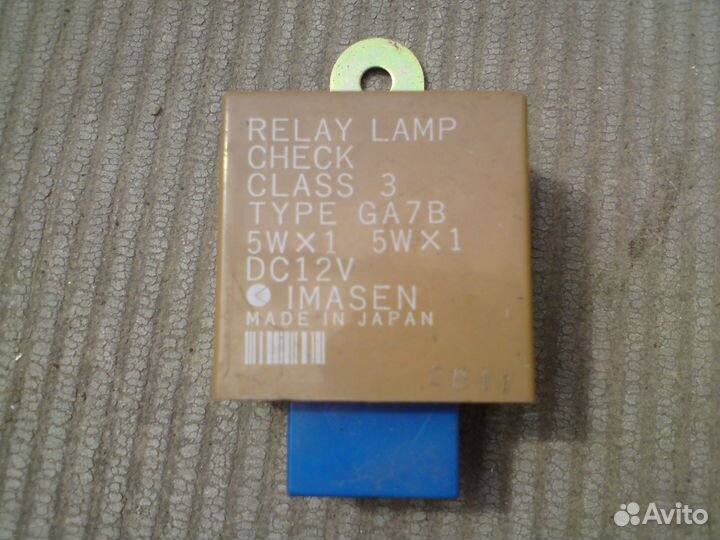 RELAY LAMP
CHECK
CLASS 3
TYPE GA7B
5W×1 5W×1
DC12V
IMASEN
MADE IN JAPAN
Avito